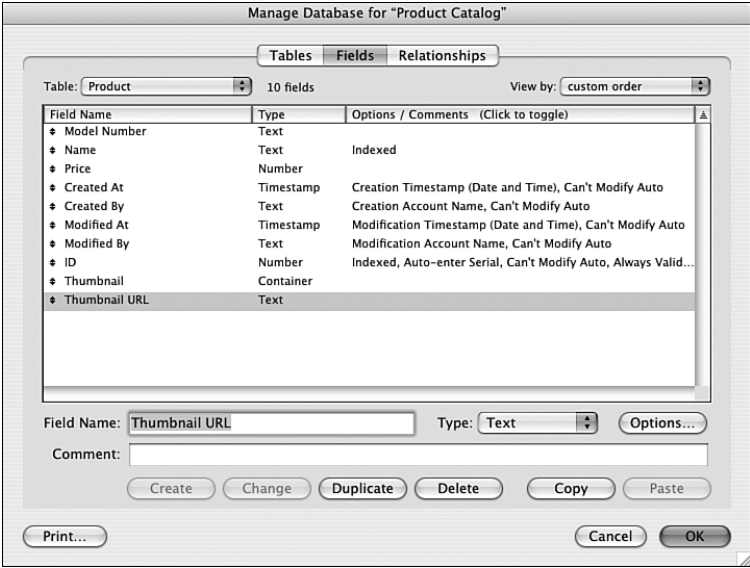 Manage Database for "Product Catalog"
Tables Fields Relationships
Table: Product 10 fields View by: custom order
Field Name Type Options / Comments (Click to toggle)
Model Number Text
Name Text Indexed
Price Number
Created At Timestamp Creation Timestamp (Date and Time), Can't Modify Auto
Created By Text Creation Account Name, Can't Modify Auto
Modified At Timestamp Modification Timestamp (Date and Time), Can't Modify Auto
Modified By Text Modification Account Name, Can't Modify Auto
ID Number Indexed, Auto-enter Serial, Can't Modify Auto, Always Valid...
Thumbnail Container
Thumbnail URL Text
Field Name: Thumbnail URL Type: Text Options...
Comment:
Create Change Duplicate Delete Copy Paste
Print... Cancel OK